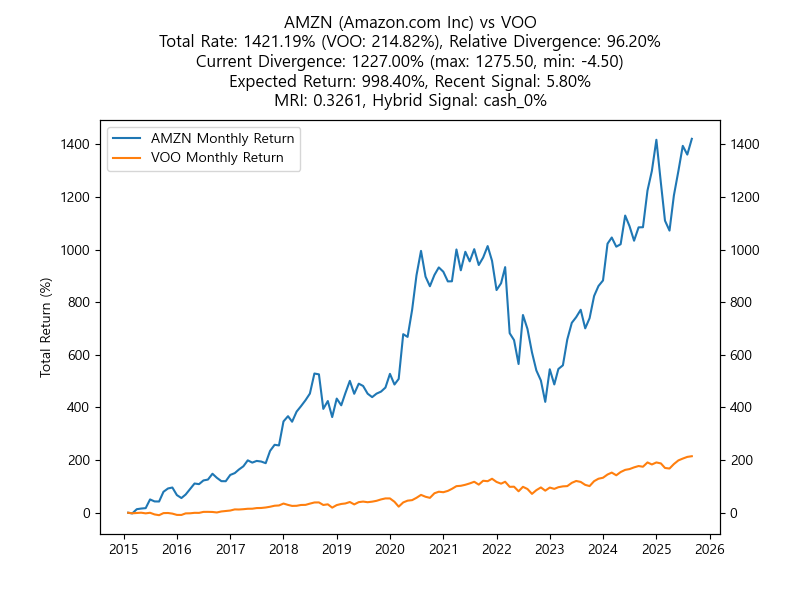 AMZN (Amazon.com Inc) vs VOO
Total Rate: 1421.19% (VOO: 214.82%), Relative Divergence: 96.20%
Current Divergence: 1227.00% (max: 1275.50, min: -4.50)
Expected Return: 998.40%, Recent Signal: 5.80%
MRI: 0.3261, Hybrid Signal: cash_0%
AMZN Monthly Return
VOO Monthly Return
Total Return (%)
1400 1400
1200 1200
1000 1000
800 800
600 600
400 400
200 200
0 0
2015 2016 2017 2018 2019 2020 2021 2022 2023 2024 2025 2026